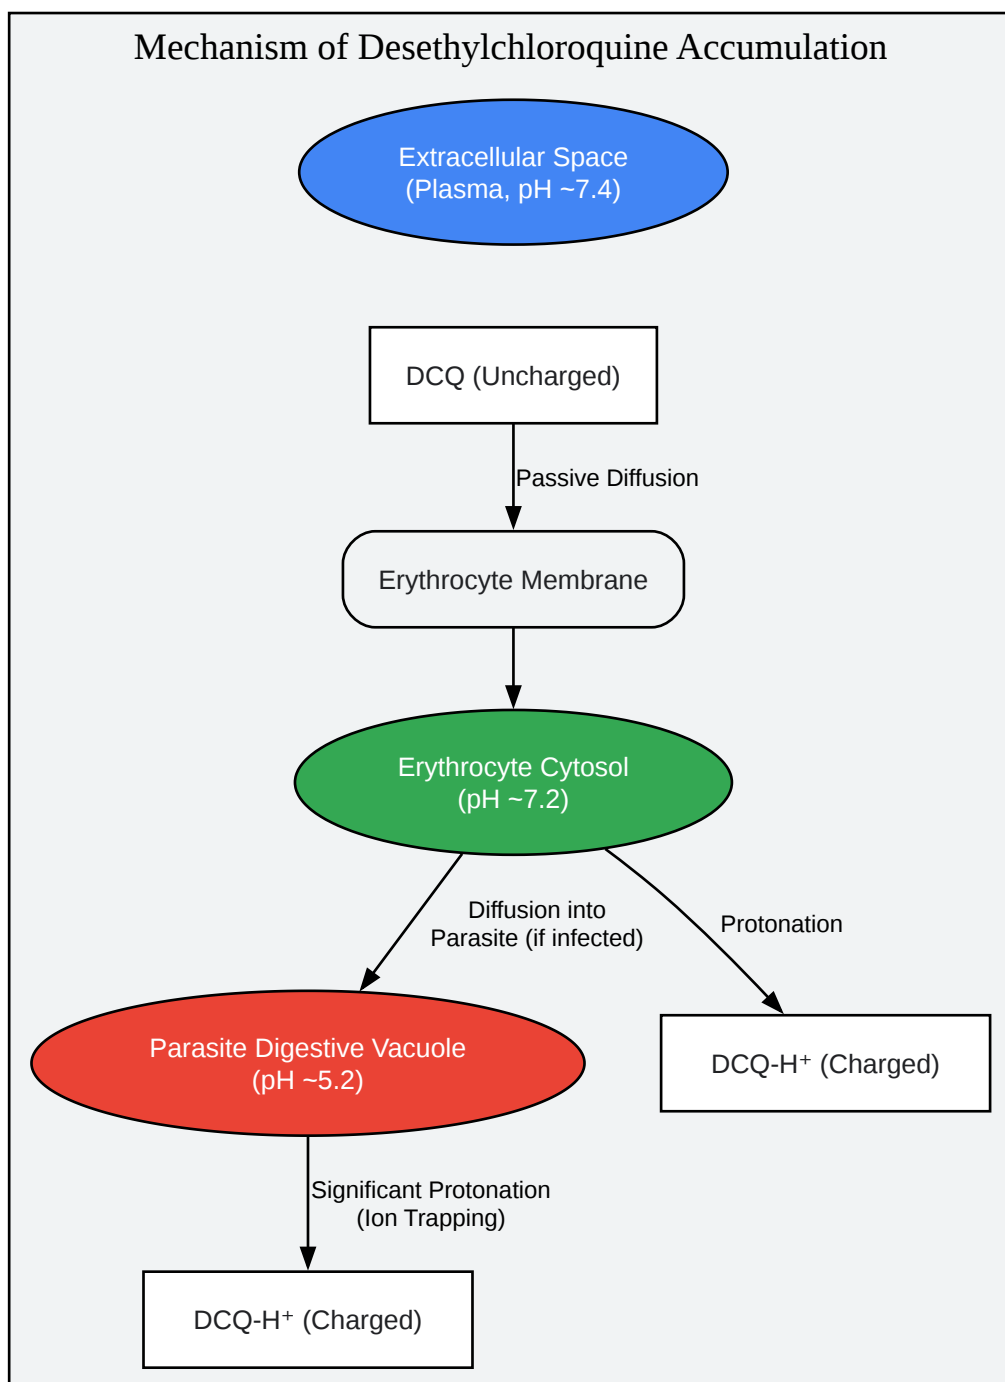 Mechanism of Desethylchloroquine Accumulation
Extracellular Space
(Plasma, pH ~7.4)
DCQ (Uncharged)
Passive Diffusion
Erythrocyte Membrane
Erythrocyte Cytosol
(pH ~7.2)
Diffusion into
Parasite (if infected)
Protonation
Parasite Digestive Vacuole
(pH ~5.2)
DCQ-H⁺ (Charged)
Significant Protonation
(Ion Trapping)
DCQ-H⁺ (Charged)